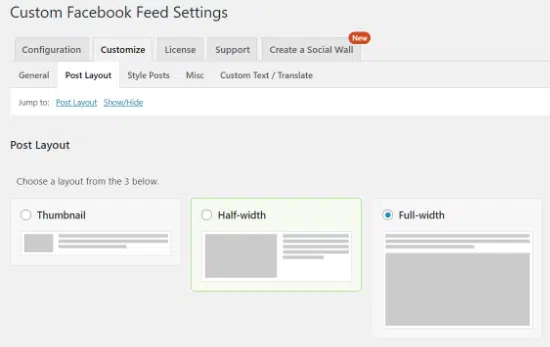 Custom Facebook Feed Settings
New
Configuration Customize License Support Create a Social Wall
General Post Layout Style Posts Misc Custom Text / Translate
Jump to: Post Layout Show/Hide
Post Layout
Choose a layout from the 3 below.
Thumbnail Half-width Full-width